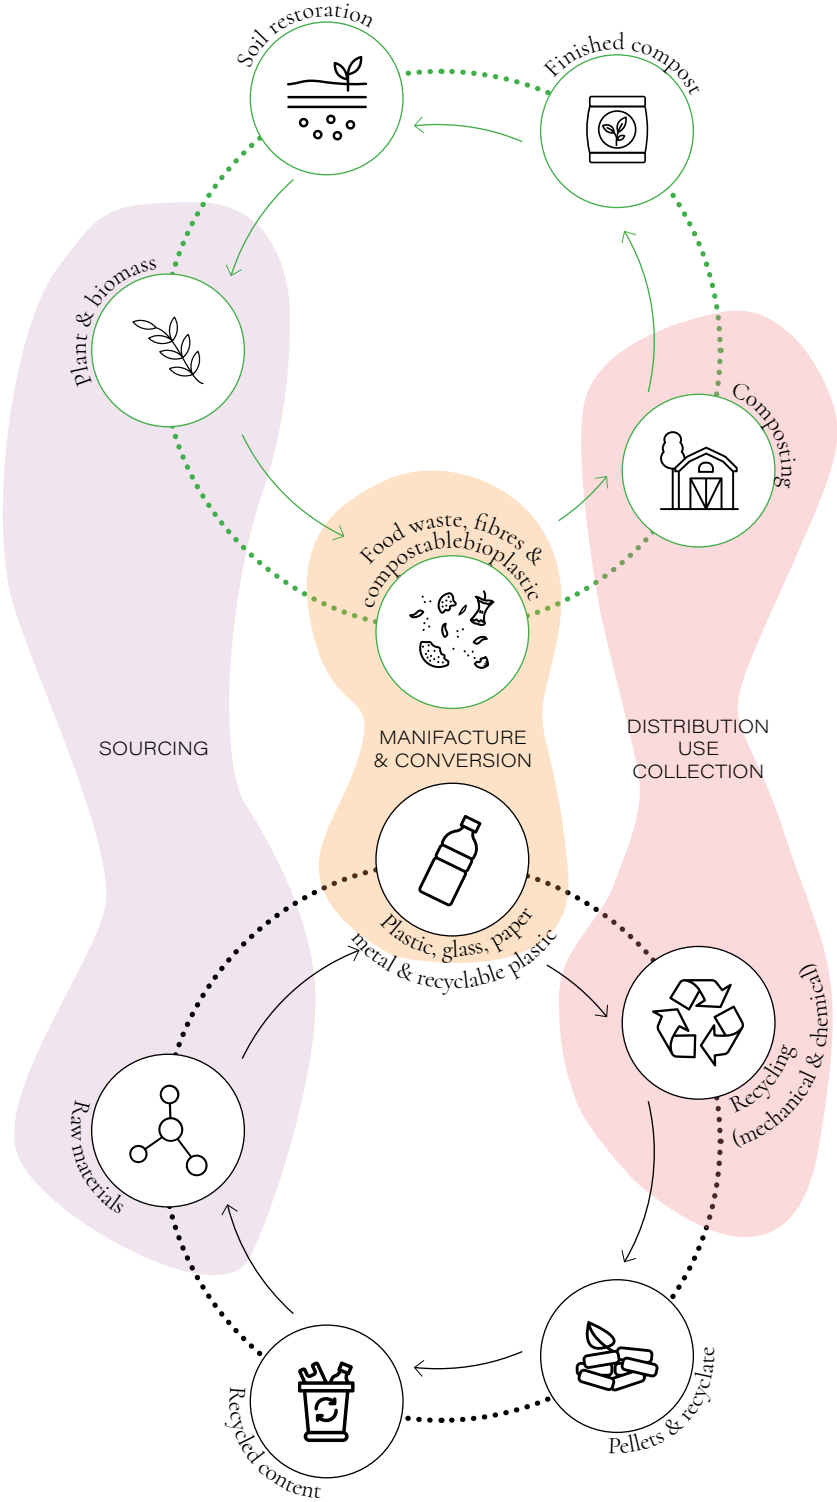 Soil restoration
Finished compost
Plant & biomass
Composting
Food waste, fibres &
compostablebioplastic
SOURCING
MANIFACTURE
& CONVERSION
DISTRIBUTION
USE
COLLECTION
Plastic, glass, paper
metal & recyclable plastic
Recycling
(mechanical & chemical)
Raw materials
Pellets & recyclate
Recycled content